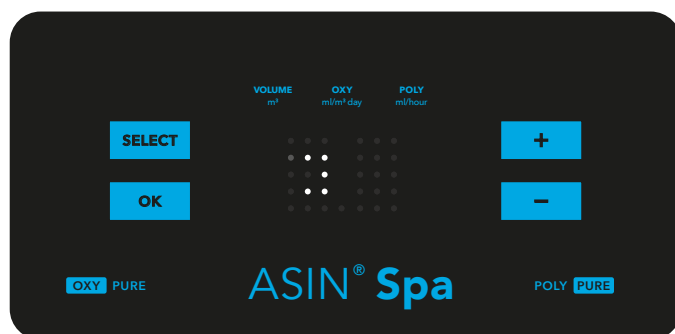 VOLUME OXY POLY
m³ ml/m³ day ml/hour
SELECT +
OK −
OXY PURE ASIN® Spa POLY PURE